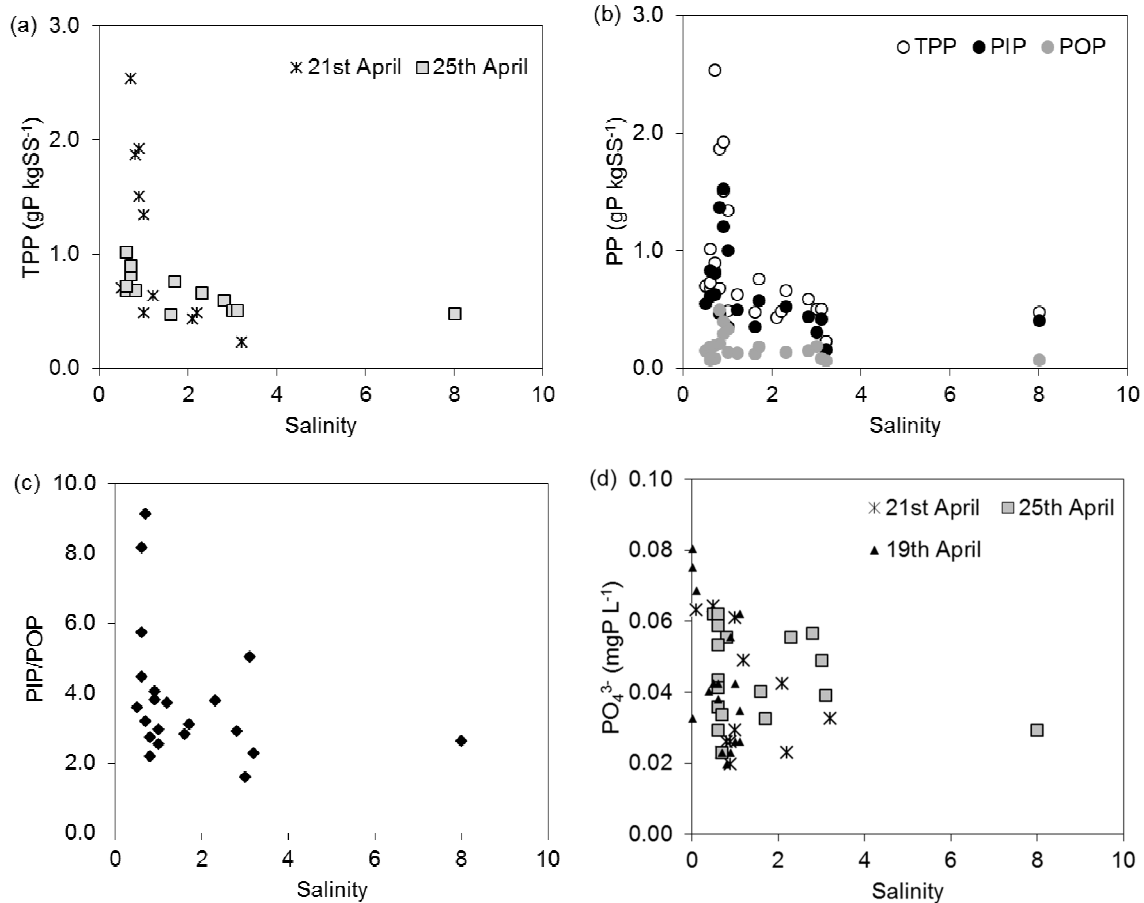 (a)
3.0
2.0
1.0
0.0
TPP (gP kgSS⁻¹)
21st April 25th April
0 2 4 6 8 10
Salinity
(b)
3.0
2.0
1.0
0.0
PP (gP kgSS⁻¹)
TPP PIP POP
0 2 4 6 8 10
Salinity
(c)
10.0
8.0
6.0
4.0
2.0
0.0
PIP/POP
0 2 4 6 8 10
Salinity
(d)
0.10
0.08
0.06
0.04
0.02
0.00
PO₄³⁻ (mgP L⁻¹)
21st April 25th April
19th April
0 2 4 6 8 10
Salinity